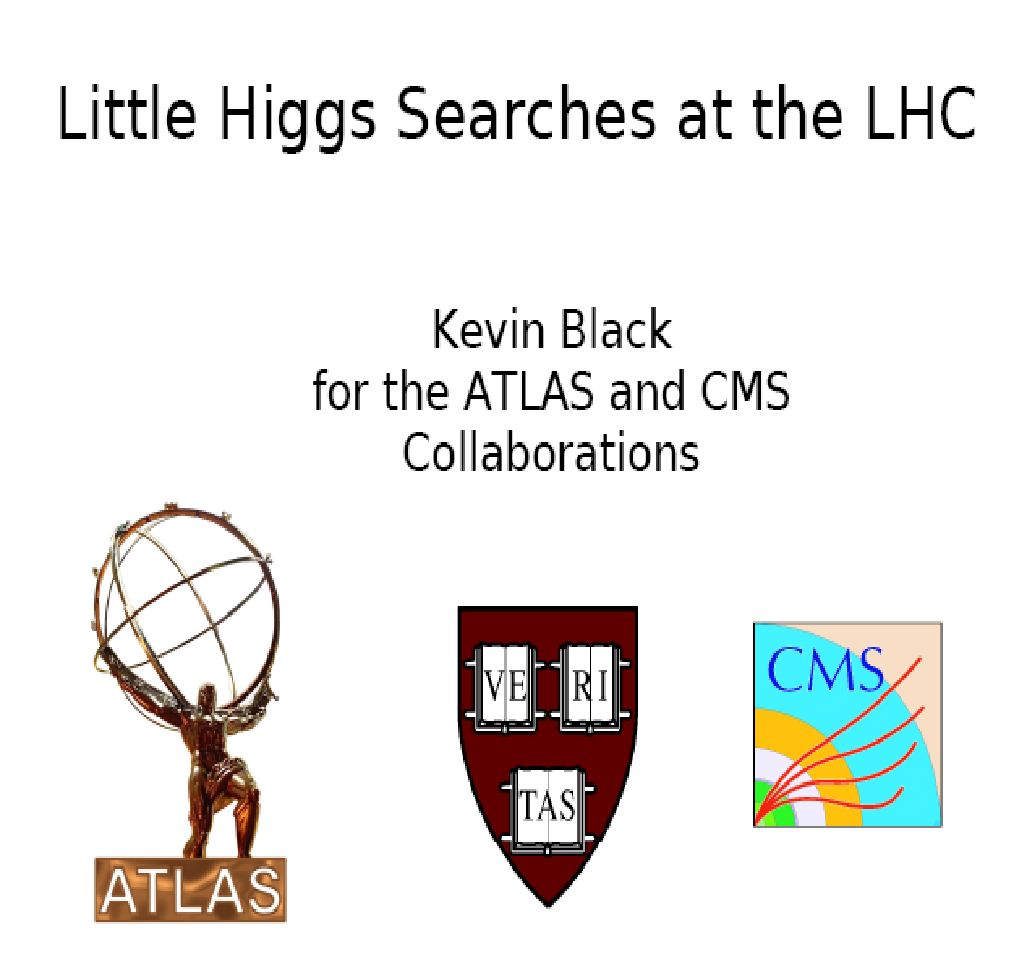 Little Higgs Searches at the LHC
Kevin Black
for the ATLAS and CMS
Collaborations
ATLAS
VE RI
TAS
CMS